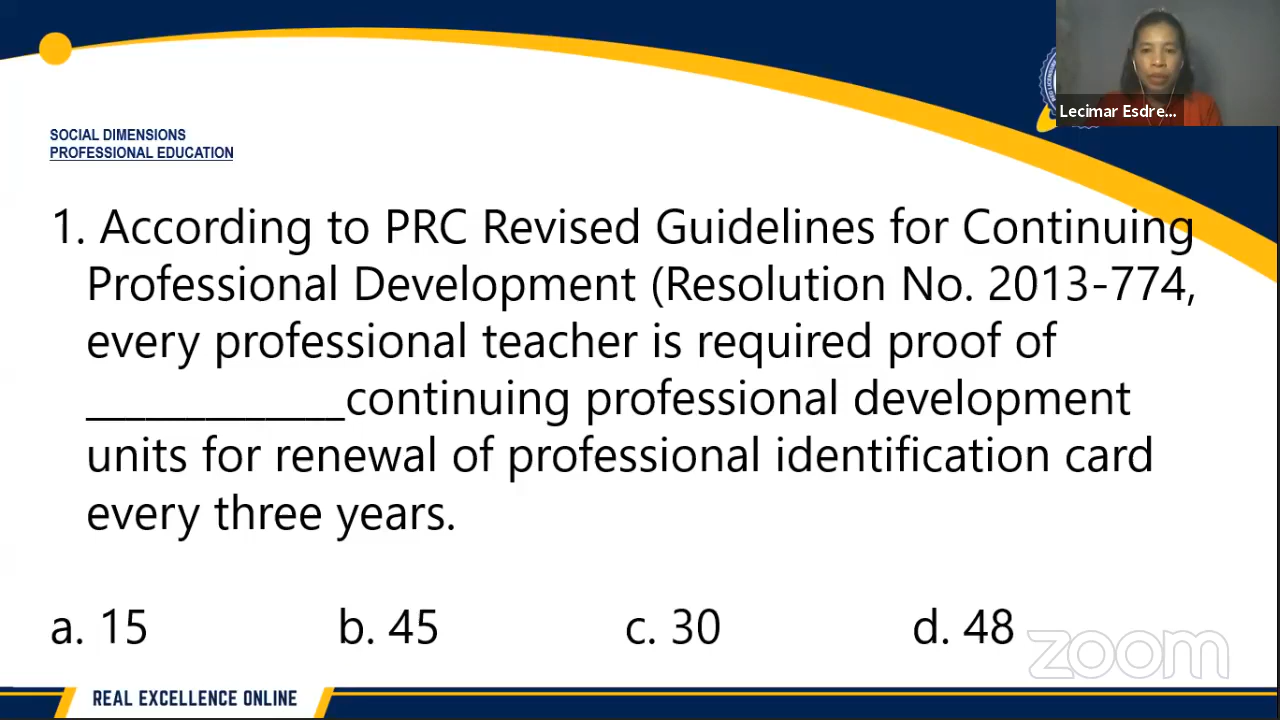 Lecimar Esdre...
SOCIAL DIMENSIONS
PROFESSIONAL EDUCATION
1. According to PRC Revised Guidelines for Continuing
Professional Development (Resolution No. 2013-774,
every professional teacher is required proof of
____________continuing professional development
units for renewal of professional identification card
every three years.
a. 15 b. 45 c. 30 d. 48
zoom
REAL EXCELLENCE ONLINE